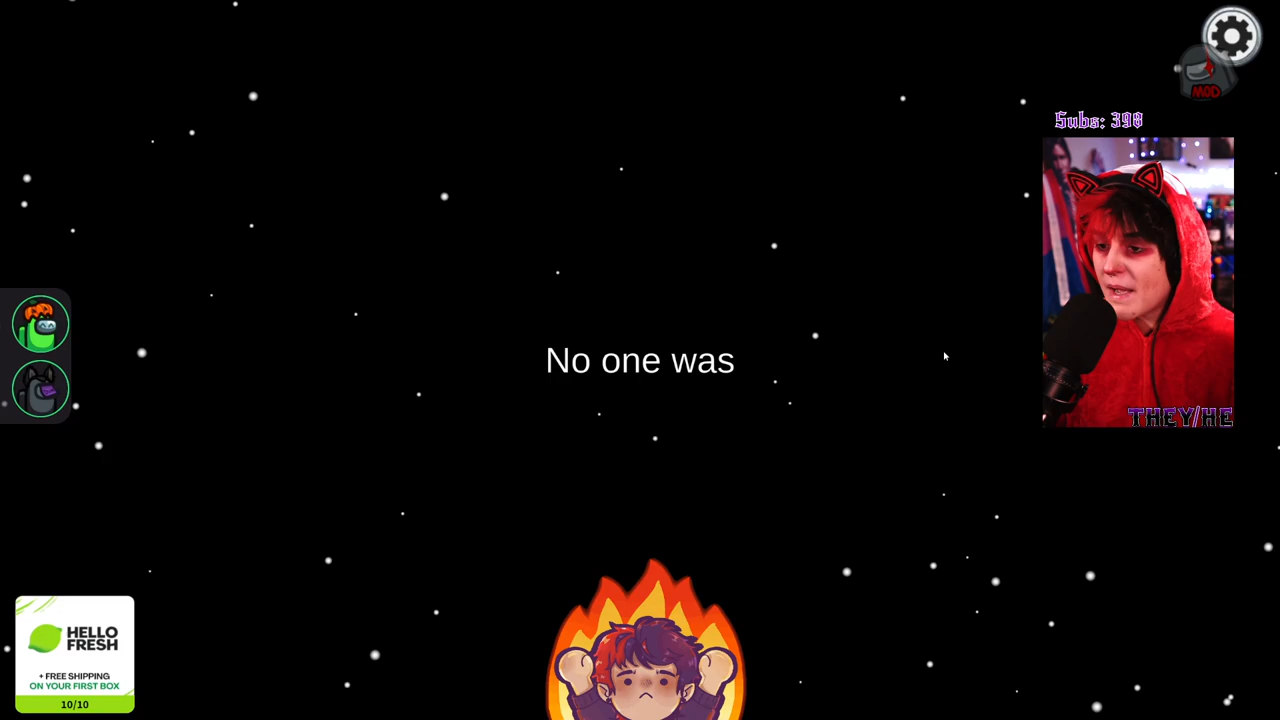 MOD
Subs: 398
No one was
THEY/HE
HELLO
FRESH
+ FREE SHIPPING
ON YOUR FIRST BOX
10/10